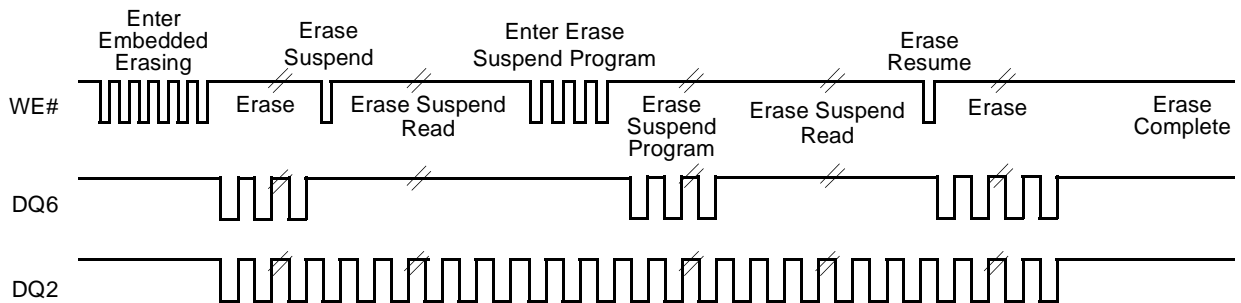 Enter
Embedded
Erasing
Erase
Suspend
Enter Erase
Suspend Program
Erase
Resume
WE#
Erase
Erase Suspend
Read
Erase
Suspend
Program
Erase Suspend
Read
Erase
Erase
Complete
DQ6
DQ2